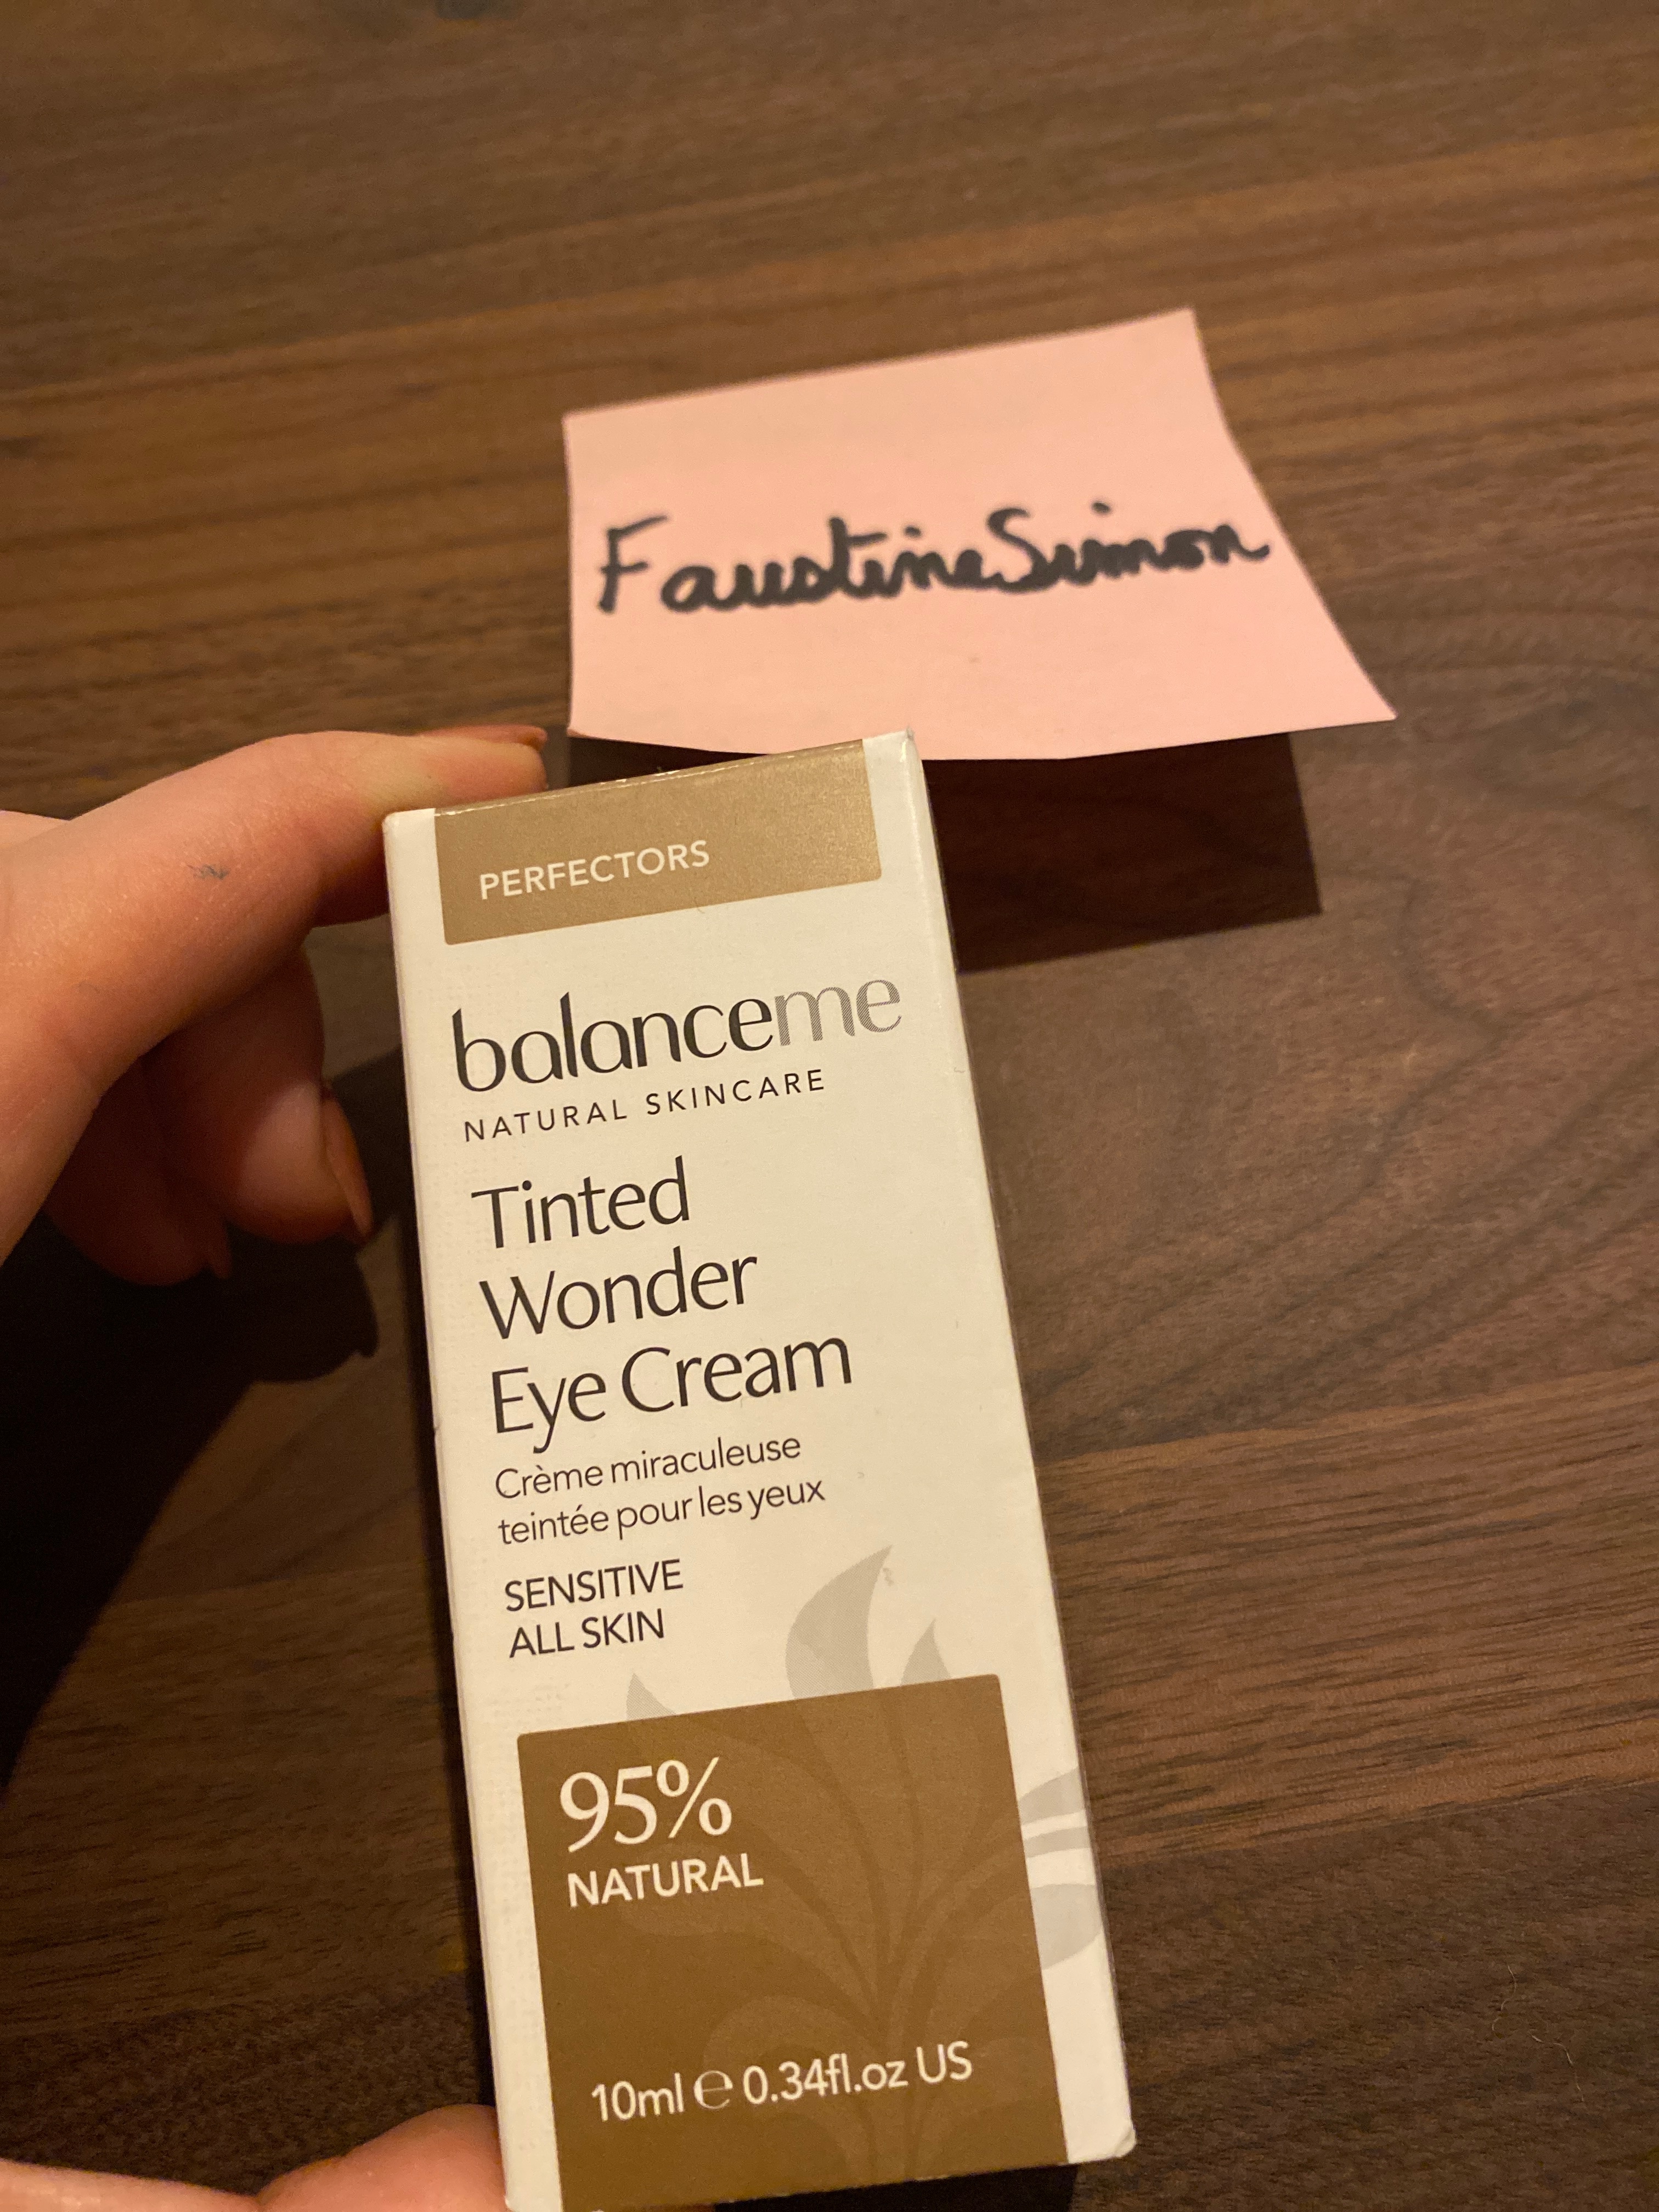 FaustineSimon
PERFECTORS
balanceme
NATURAL SKINCARE
Tinted
Wonder
Eye Cream
Crème miraculeuse
teintée pour les yeux
SENSITIVE
ALL SKIN
95%
NATURAL
10ml ℮ 0.34fl.oz US